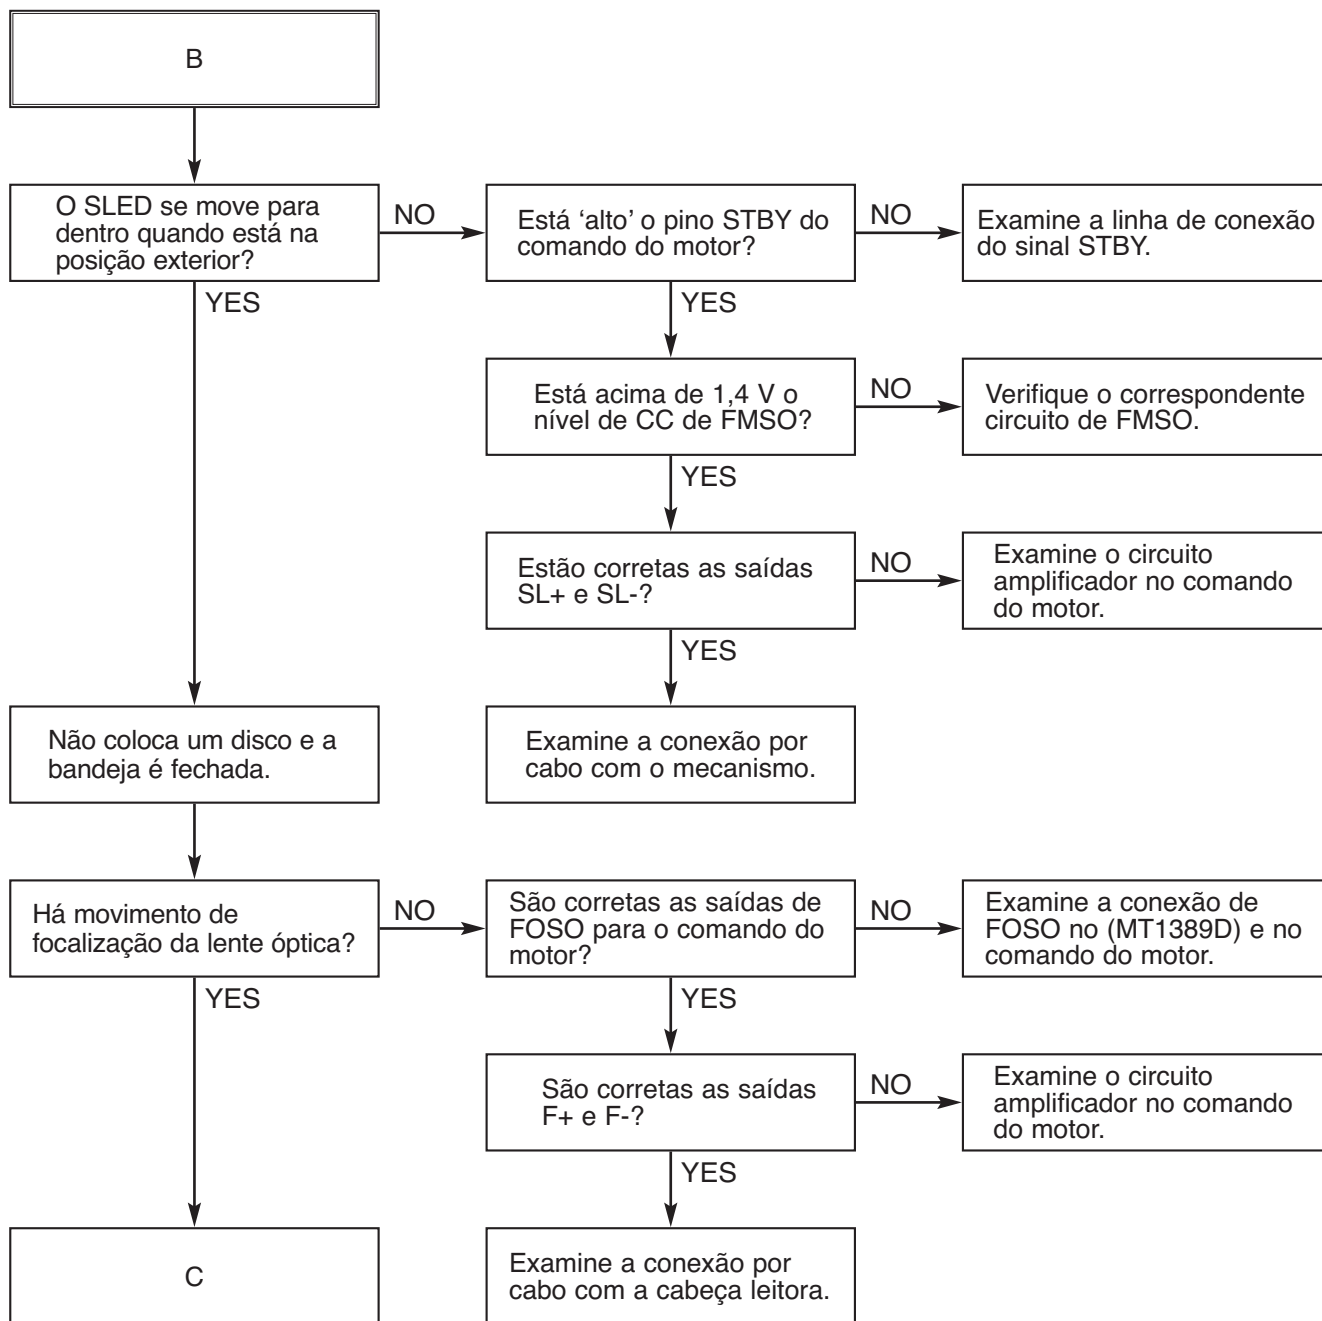 B
O SLED se move para
dentro quando está na
posição exterior?
NO
Está ‘alto’ o pino STBY do
comando do motor?
NO
Examine a linha de conexão
do sinal STBY.
YES
YES
Está acima de 1,4 V o
nível de CC de FMSO?
NO
Verifique o correspondente
circuito de FMSO.
YES
Estão corretas as saídas
SL+ e SL-?
NO
Examine o circuito
amplificador no comando
do motor.
YES
Não coloca um disco e a
bandeja é fechada.
Examine a conexão por
cabo com o mecanismo.
Há movimento de
focalização da lente óptica?
NO
São corretas as saídas de
FOSO para o comando do
motor?
NO
Examine a conexão de
FOSO no (MT1389D) e no
comando do motor.
YES
YES
São corretas as saídas
F+ e F-?
NO
Examine o circuito
amplificador no comando
do motor.
YES
C
Examine a conexão por
cabo com a cabeça leitora.